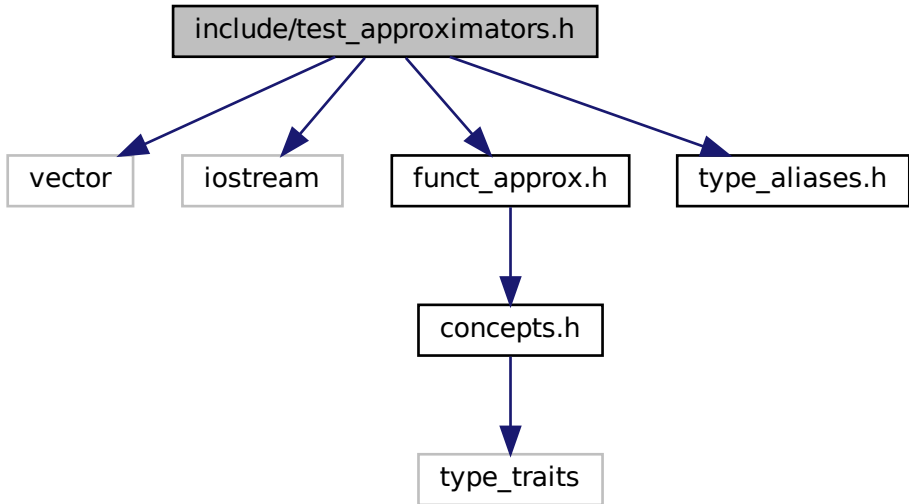 include/test_approximators.h
vector
iostream
funct_approx.h
type_aliases.h
concepts.h
type_traits